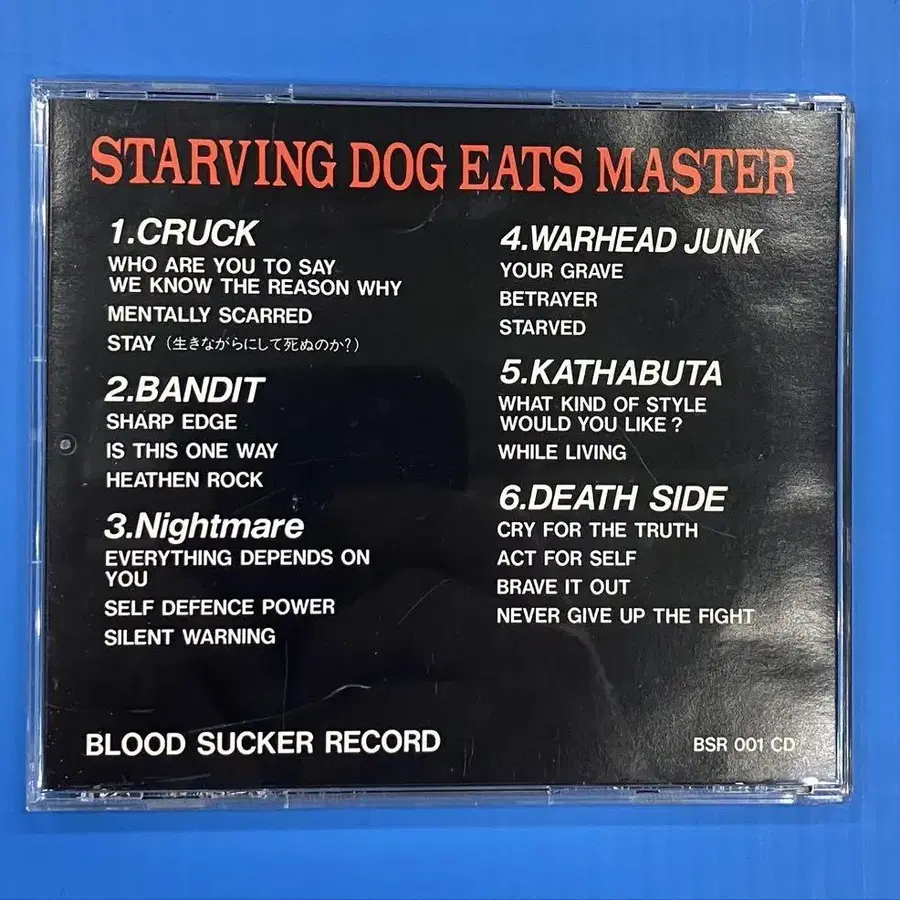 STARVING DOG EATS MASTER
1.CRUCK
WHO ARE YOU TO SAY
WE KNOW THE REASON WHY
MENTALLY SCARRED
STAY (生きながらにして死ぬのか?)
2.BANDIT
SHARP EDGE
IS THIS ONE WAY
HEATHEN ROCK
3.Nightmare
EVERYTHING DEPENDS ON
YOU
SELF DEFENCE POWER
SILENT WARNING
4.WARHEAD JUNK
YOUR GRAVE
BETRAYER
STARVED
5.KATHABUTA
WHAT KIND OF STYLE
WOULD YOU LIKE?
WHILE LIVING
6.DEATH SIDE
CRY FOR THE TRUTH
ACT FOR SELF
BRAVE IT OUT
NEVER GIVE UP THE FIGHT
BLOOD SUCKER RECORD
BSR 001 CD